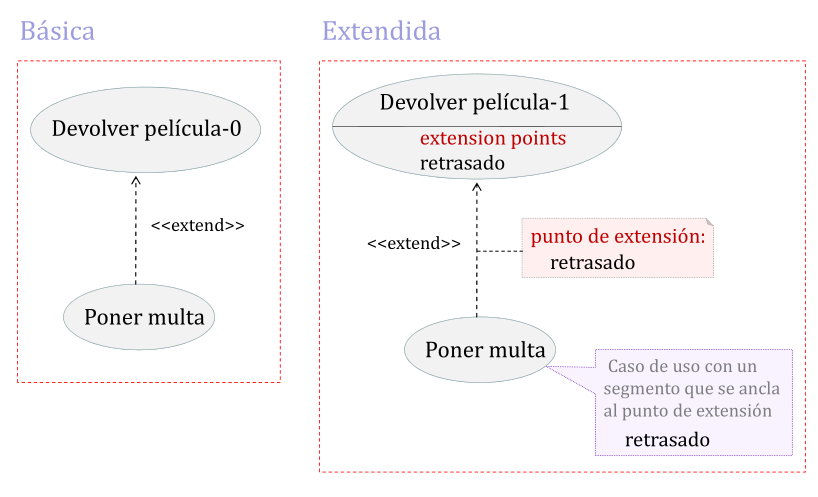 Básica
Devolver película-0
<<extend>>
Poner multa
Extendida
Devolver película-1
extension points
retrasado
<<extend>>
punto de extensión:
retrasado
Poner multa
Caso de uso con un
segmento que se ancla
al punto de extensión
retrasado